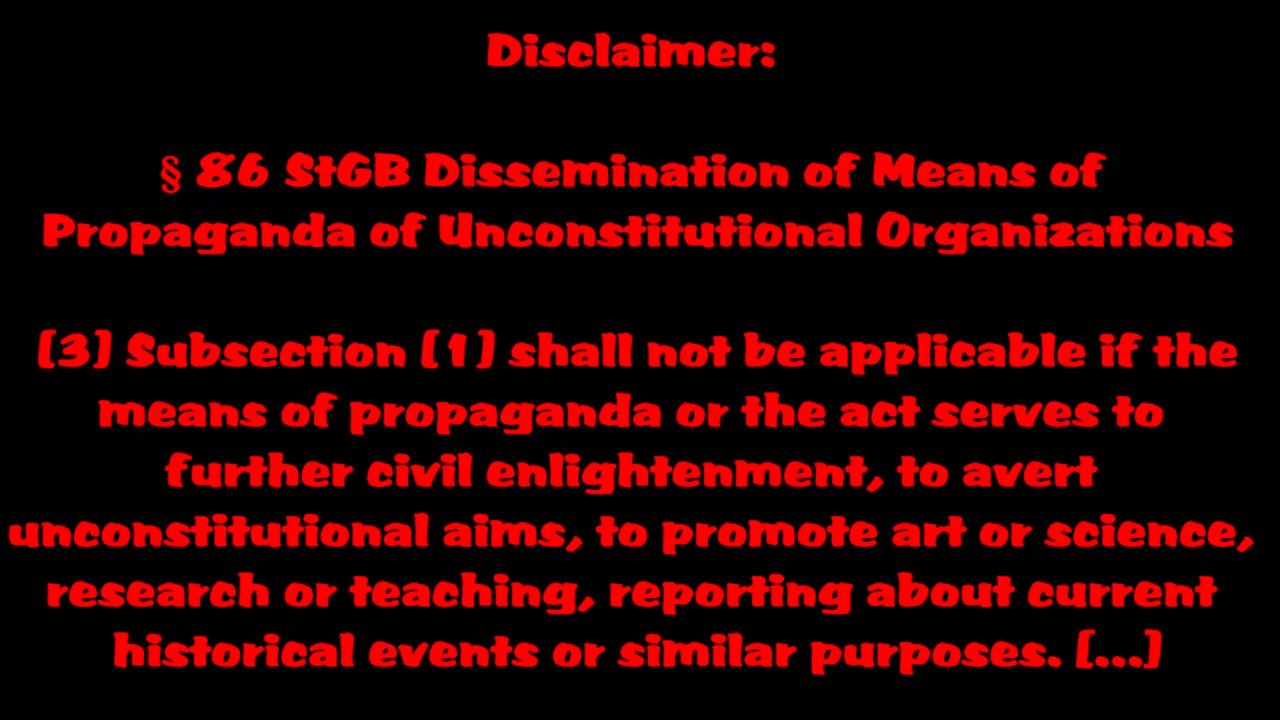 Disclaimer:
§ 86 StGB Dissemination of Means of
Propaganda of Unconstitutional Organizations
(3) Subsection (1) shall not be applicable if the
means of propaganda or the act serves to
further civil enlightenment, to avert
unconstitutional aims, to promote art or science,
research or teaching, reporting about current
historical events or similar purposes. (...)